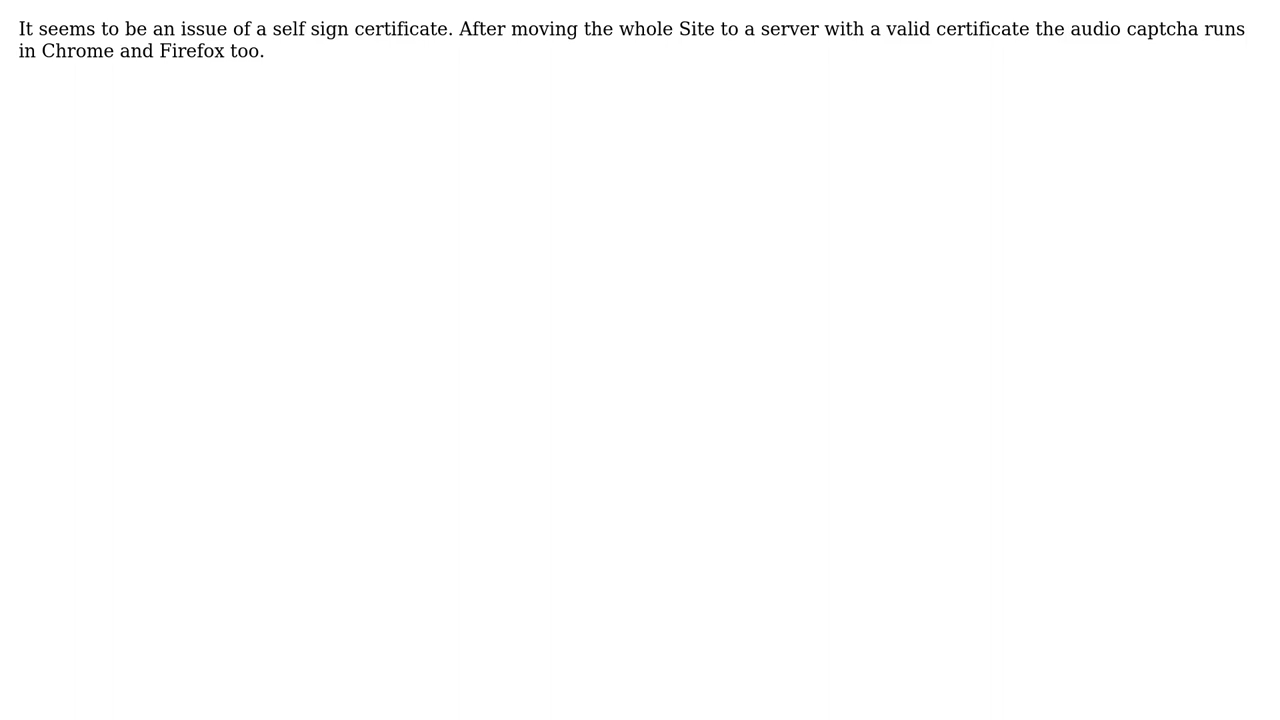 It seems to be an issue of a self sign certificate. After moving the whole Site to a server with a valid certificate the audio captcha runs
in Chrome and Firefox too.